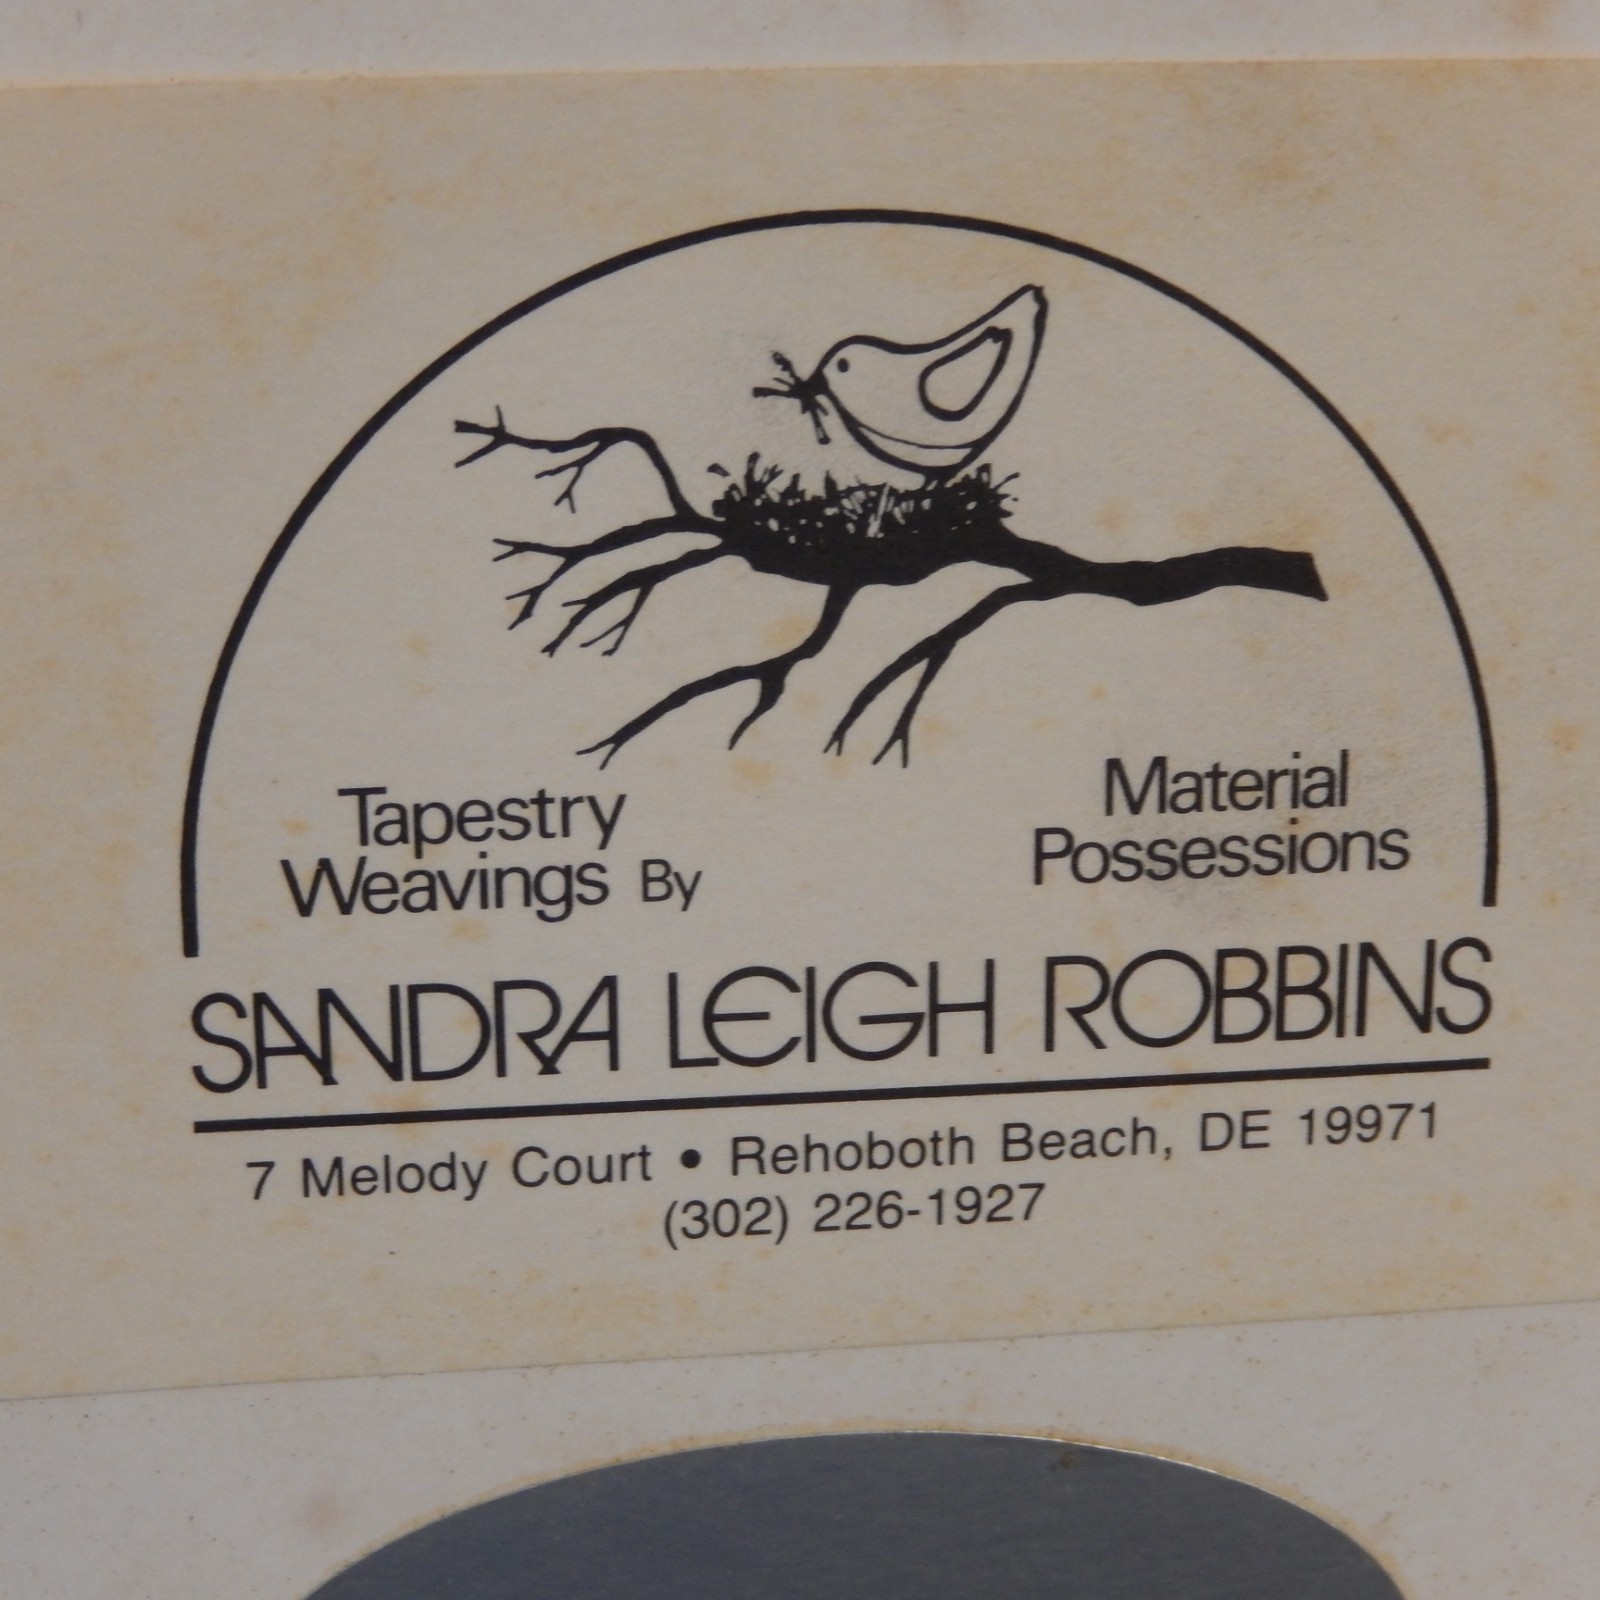 Tapestry
Weavings By
Material
Possessions
SANDRA LEIGH ROBBINS
7 Melody Court • Rehoboth Beach, DE 19971
(302) 226-1927